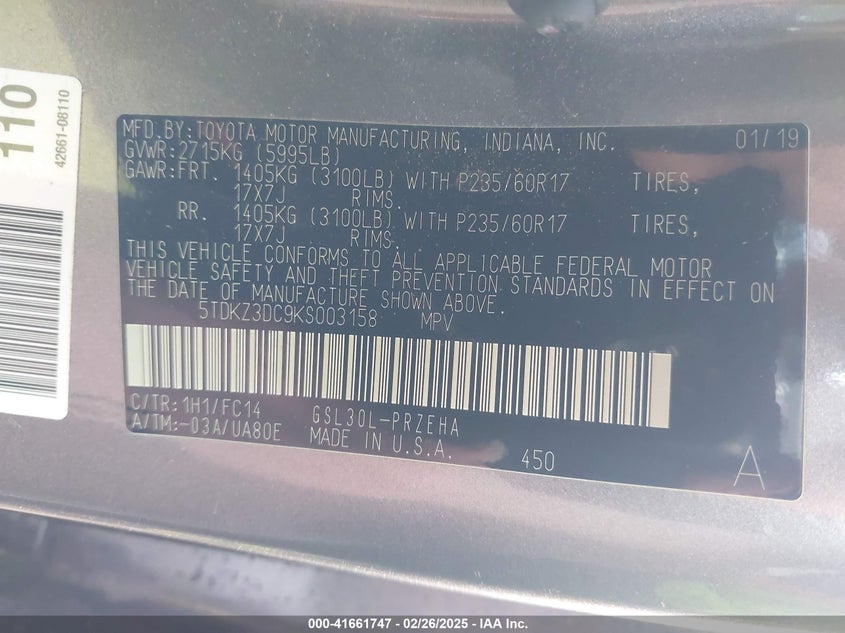 110
42661-08110
MFD.BY:TOYOTA MOTOR MANUFACTURING, INDIANA, INC. 01/19
GVWR:2715KG (5995LB)
GAWR:FRT. 1405KG (3100LB) WITH P235/60R17 TIRES,
17X7J RIMS.
RR. 1405KG (3100LB) WITH P235/60R17 TIRES,
17X7J RIMS.
THIS VEHICLE CONFORMS TO ALL APPLICABLE FEDERAL MOTOR
VEHICLE SAFETY AND THEFT PREVENTION STANDARDS IN EFFECT ON
THE DATE OF MANUFACTURE SHOWN ABOVE.
5TDKZ3DC9KS003158 MPV
C/TR:1H1/FC14 GSL30L-PRZEHA
A/TM:-03A/UA80E MADE IN U.S.A. 450 A
000-41661747 / 02/26/2025 / IAA Inc.